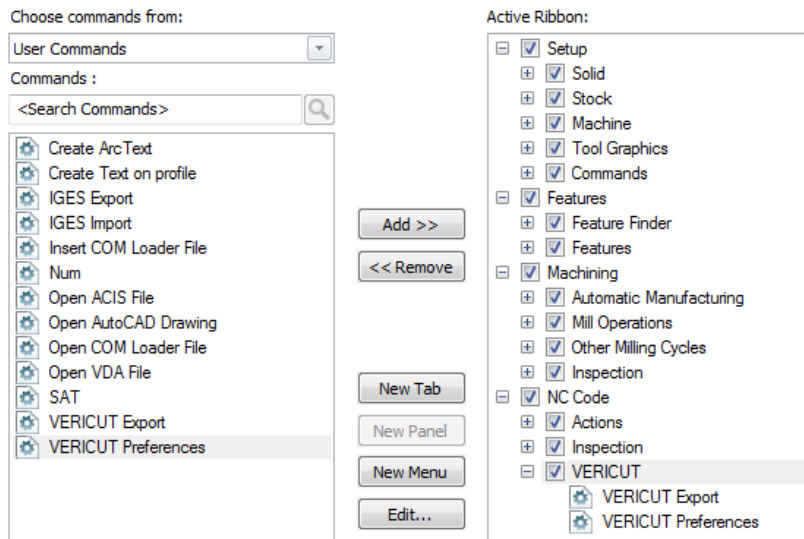 Choose commands from:
User Commands
Commands :
<Search Commands>
Create ArcText
Create Text on profile
IGES Export
IGES Import
Insert COM Loader File
Num
Open ACIS File
Open AutoCAD Drawing
Open COM Loader File
Open VDA File
SAT
VERICUT Export
VERICUT Preferences
Add >>
<< Remove
New Tab
New Panel
New Menu
Edit...
Active Ribbon:
Setup
Solid
Stock
Machine
Tool Graphics
Commands
Features
Feature Finder
Features
Machining
Automatic Manufacturing
Mill Operations
Other Milling Cycles
Inspection
NC Code
Actions
Inspection
VERICUT
VERICUT Export
VERICUT Preferences